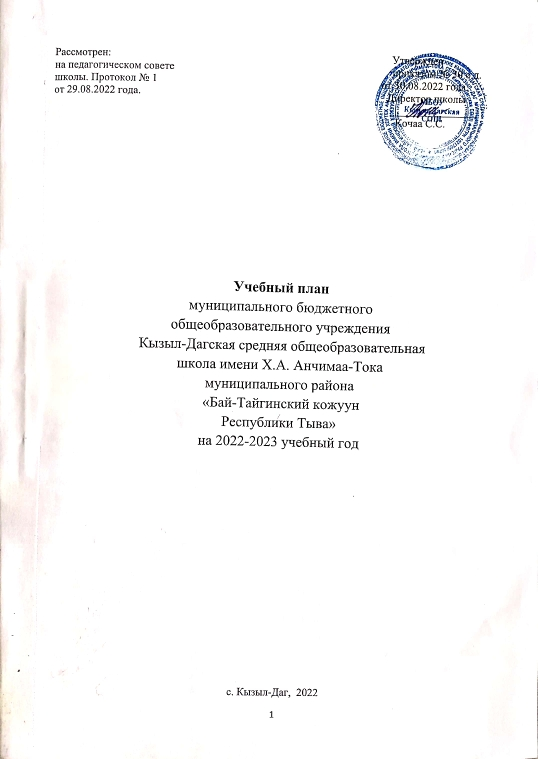 Рассмотрен:
на педагогическом совете
школы. Протокол № 1
от 29.08.2022 года.
30.08.2022 года
Директор школы
Кочаа С.С.
Учебный план
муниципального бюджетного
общеобразовательного учреждения
Кызыл-Дагская средняя общеобразовательная
школа имени Х.А. Анчимаа-Тока
муниципального района
«Бай-Тайгинский кожуун
Республики Тыва»
на 2022-2023 учебный год
с. Кызыл-Даг, 2022
1